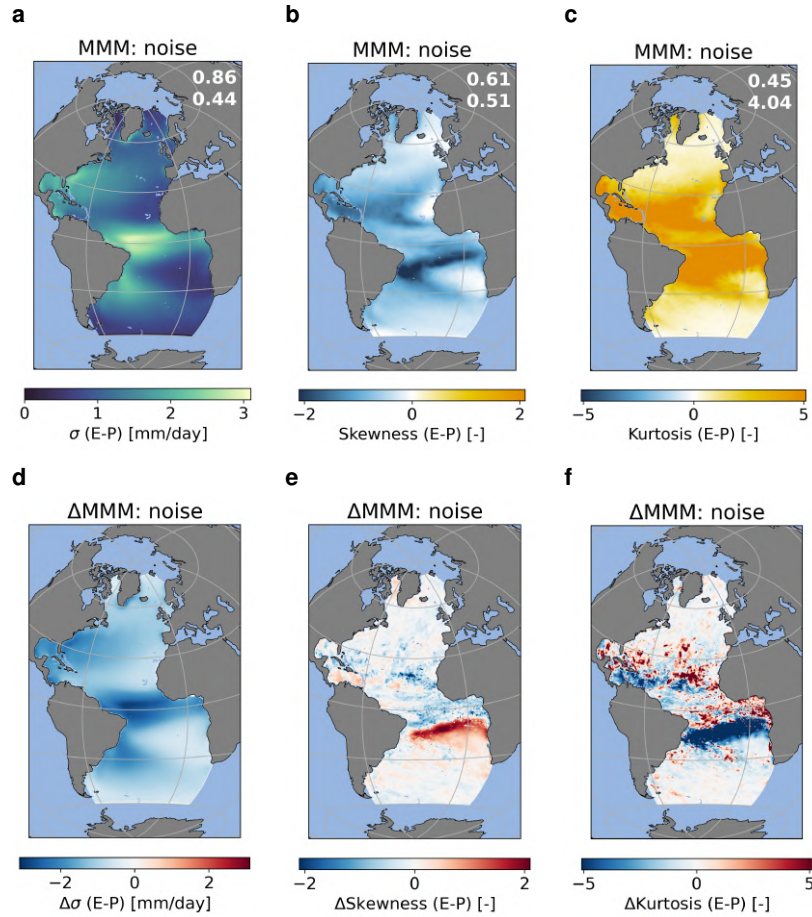 a
b
c
MMM: noise
MMM: noise
MMM: noise
0.86
0.44
0.61
0.51
0.45
4.04
0 1 2 3
−2 0 2
−5 0 5
σ (E-P) [mm/day]
Skewness (E-P) [-]
Kurtosis (E-P) [-]
d
e
f
ΔMMM: noise
ΔMMM: noise
ΔMMM: noise
−2 0 2
−2 0 2
−5 0 5
Δσ (E-P) [mm/day]
ΔSkewness (E-P) [-]
ΔKurtosis (E-P) [-]